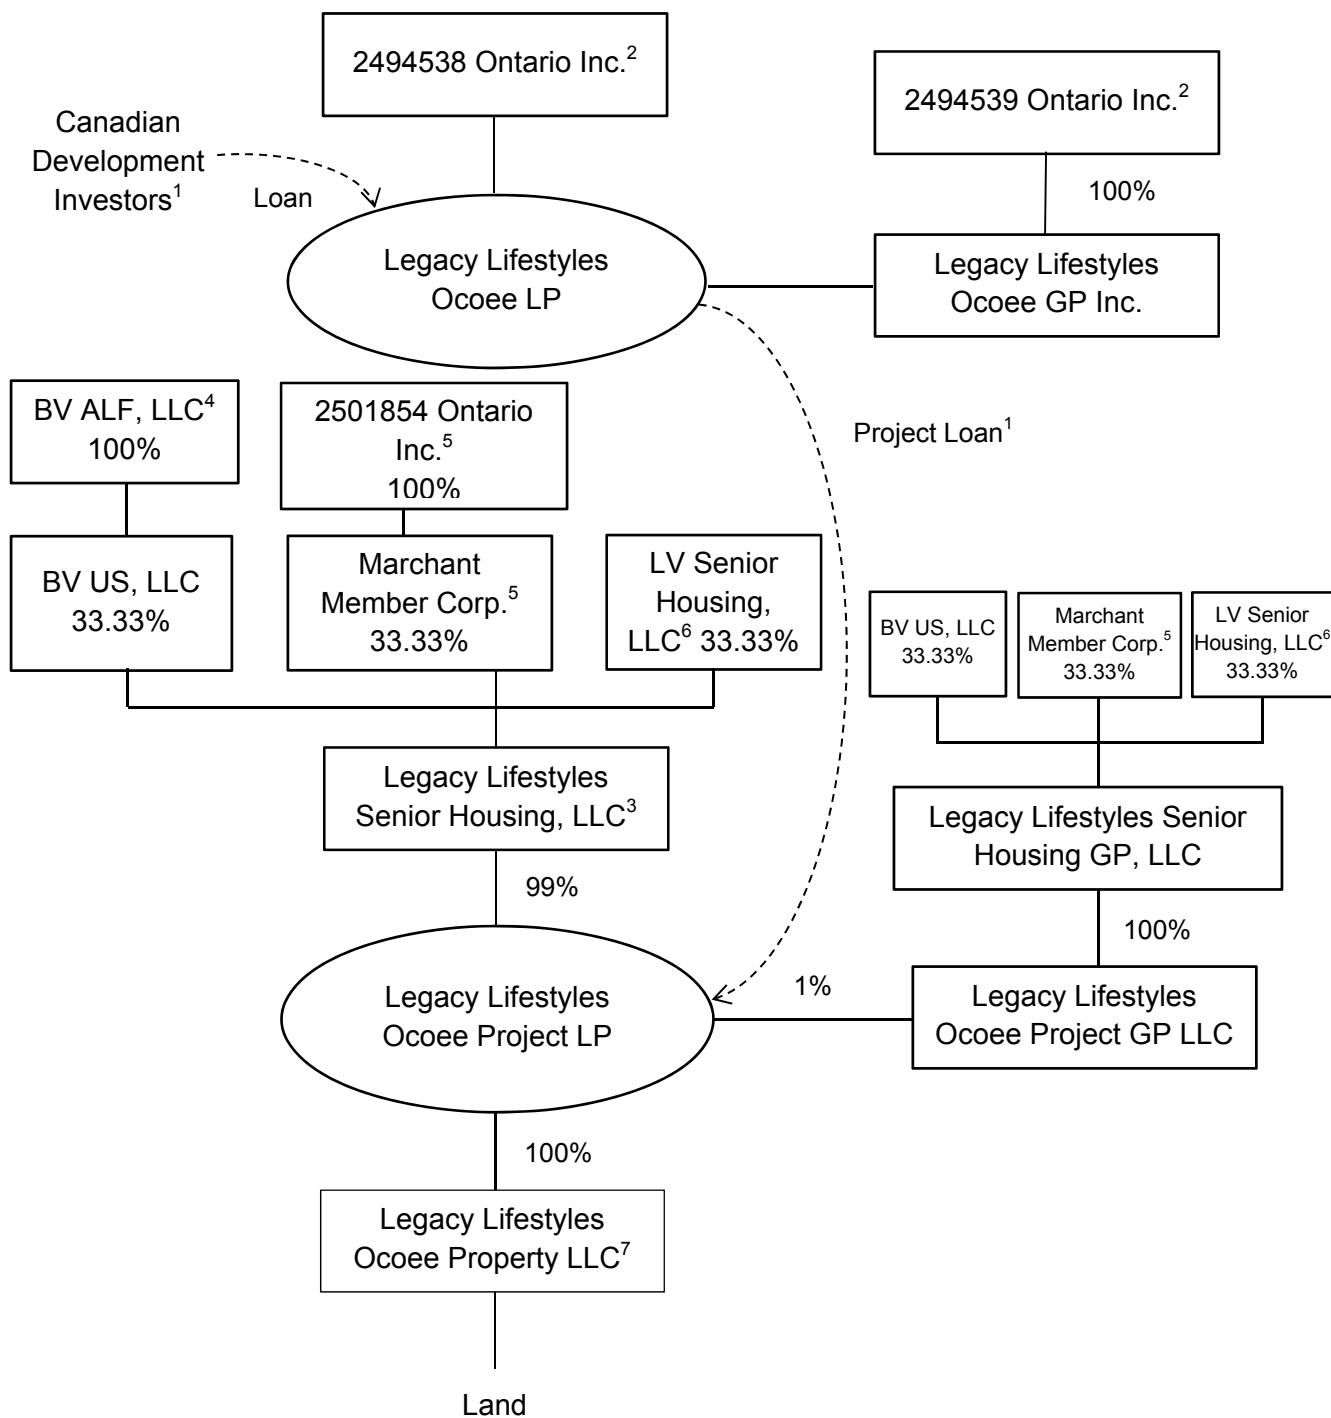 2494538 Ontario Inc.²
2494539 Ontario Inc.²
Canadian
Development
Investors¹
Loan
100%
Legacy Lifestyles
Ocoee LP
Legacy Lifestyles
Ocoee GP Inc.
BV ALF, LLC⁴
100%
2501854 Ontario
Inc.⁵
100%
Project Loan¹
BV US, LLC
33.33%
Marchant
Member Corp.⁵
33.33%
LV Senior
Housing,
LLC⁶ 33.33%
BV US, LLC
33.33%
Marchant
Member Corp.⁵
33.33%
LV Senior
Housing, LLC⁶
33.33%
Legacy Lifestyles
Senior Housing, LLC³
Legacy Lifestyles Senior
Housing GP, LLC
99%
100%
Legacy Lifestyles
Ocoee Project LP
1%
Legacy Lifestyles
Ocoee Project GP LLC
100%
Legacy Lifestyles
Ocoee Property LLC⁷
Land